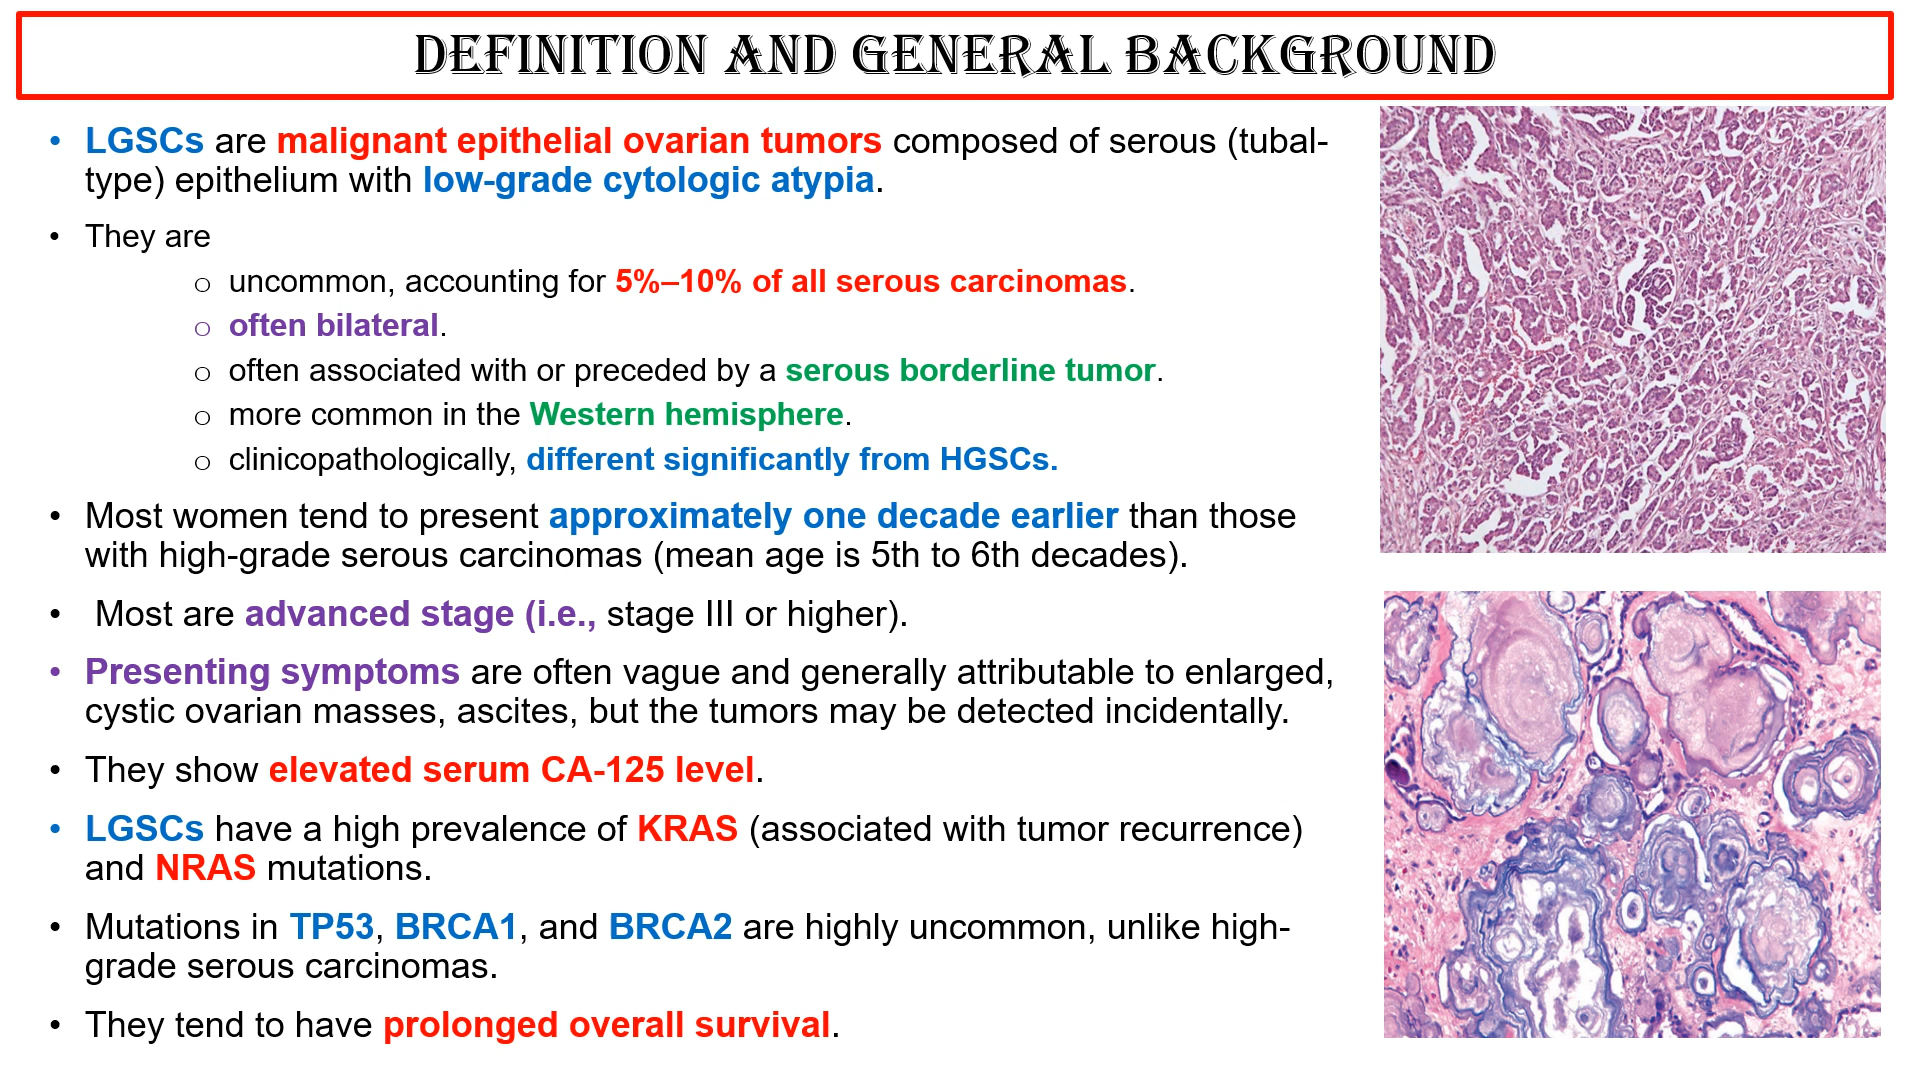 DEFINITION AND GENERAL BACKGROUND
• LGSCs are malignant epithelial ovarian tumors composed of serous (tubal-
type) epithelium with low-grade cytologic atypia.
• They are
o uncommon, accounting for 5%–10% of all serous carcinomas.
o often bilateral.
o often associated with or preceded by a serous borderline tumor.
o more common in the Western hemisphere.
o clinicopathologically, different significantly from HGSCs.
• Most women tend to present approximately one decade earlier than those
with high-grade serous carcinomas (mean age is 5th to 6th decades).
• Most are advanced stage (i.e., stage III or higher).
• Presenting symptoms are often vague and generally attributable to enlarged,
cystic ovarian masses, ascites, but the tumors may be detected incidentally.
• They show elevated serum CA-125 level.
• LGSCs have a high prevalence of KRAS (associated with tumor recurrence)
and NRAS mutations.
• Mutations in TP53, BRCA1, and BRCA2 are highly uncommon, unlike high-
grade serous carcinomas.
• They tend to have prolonged overall survival.